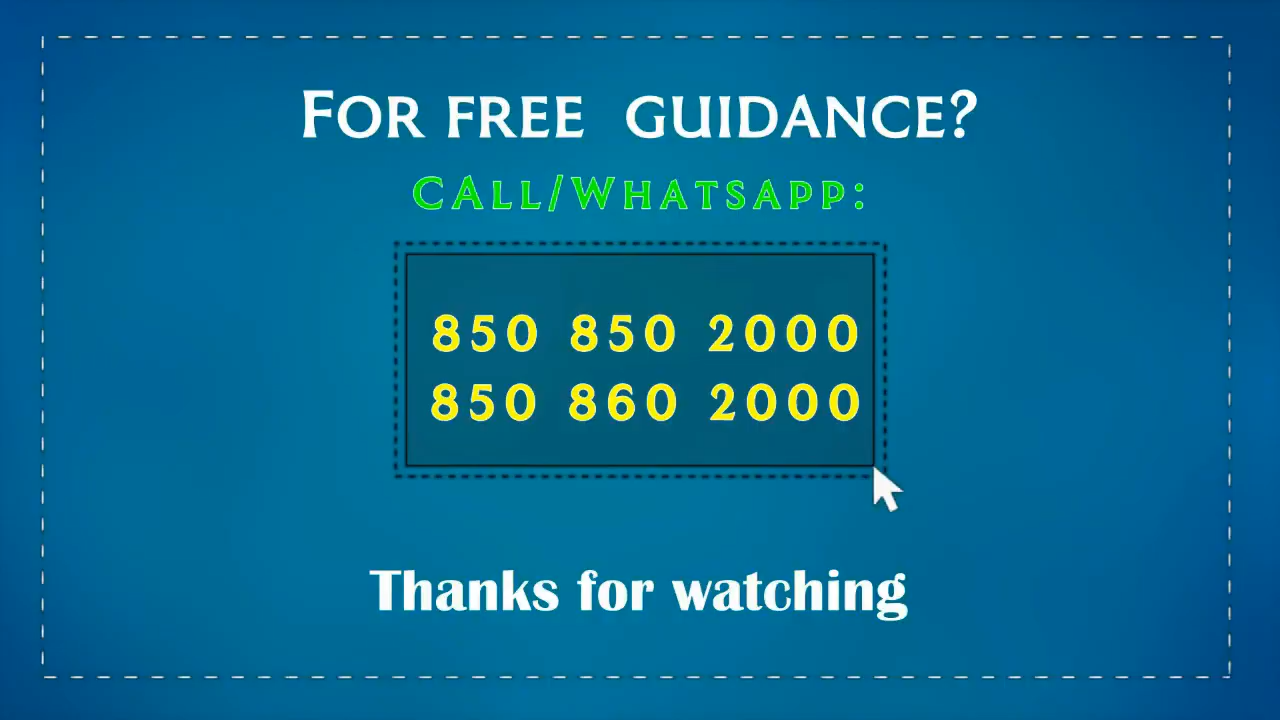 For free guidance?
Call/Whatsapp:
850 850 2000
850 860 2000
Thanks for watching